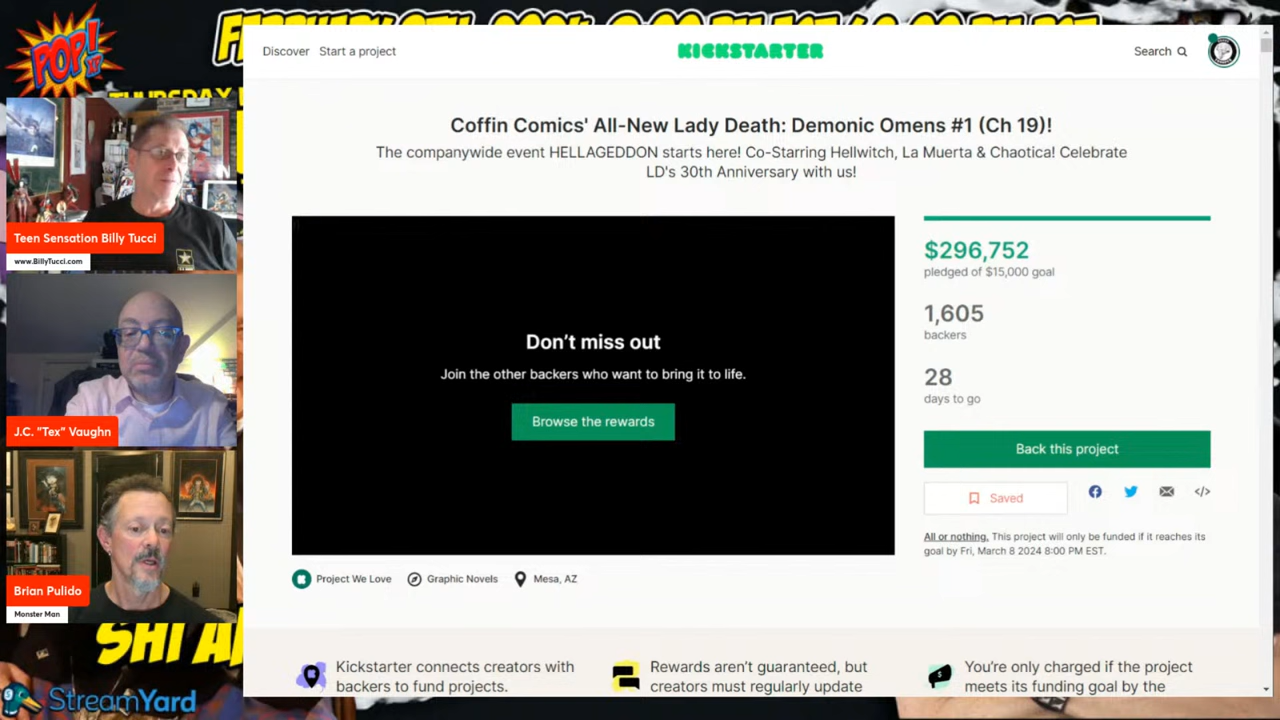 POP!
XP
Discover Start a project
KICKSTARTER
Search
Coffin Comics' All-New Lady Death: Demonic Omens #1 (Ch 19)!
The companywide event HELLAGEDDON starts here! Co-Starring Hellwitch, La Muerta & Chaotica! Celebrate
LD's 30th Anniversary with us!
Teen Sensation Billy Tucci
www.BillyTucci.com
J.C. "Tex" Vaughn
Brian Pulido
Monster Man
Don't miss out
Join the other backers who want to bring it to life.
Browse the rewards
$296,752
pledged of $15,000 goal
1,605
backers
28
days to go
Back this project
Saved
All or nothing. This project will only be funded if it reaches its
goal by Fri, March 8 2024 8:00 PM EST.
Project We Love Graphic Novels Mesa, AZ
SHI
StreamYard
Kickstarter connects creators with
backers to fund projects.
Rewards aren't guaranteed, but
creators must regularly update
You're only charged if the project
meets its funding goal by the